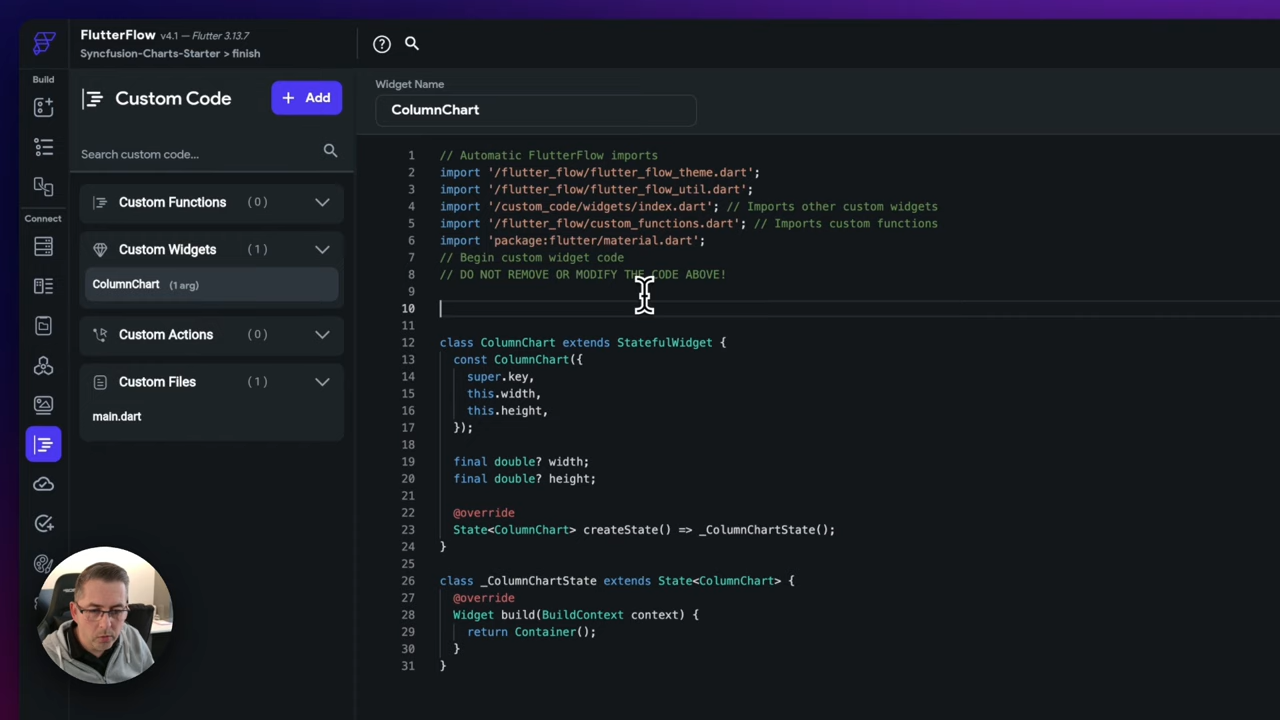 FlutterFlow v4.1 — Flutter 3.13.7
Syncfusion-Charts-Starter > finish
Build
Connect
Custom Code
+ Add
Search custom code...
Custom Functions (0)
Custom Widgets (1)
ColumnChart (1 arg)
Custom Actions (0)
Custom Files (1)
main.dart
Widget Name
ColumnChart
1 // Automatic FlutterFlow imports
2 import '/flutter_flow/flutter_flow_theme.dart';
3 import '/flutter_flow/flutter_flow_util.dart';
4 import '/custom_code/widgets/index.dart'; // Imports other custom widgets
5 import '/flutter_flow/custom_functions.dart'; // Imports custom functions
6 import 'package:flutter/material.dart';
7 // Begin custom widget code
8 // DO NOT REMOVE OR MODIFY THE CODE ABOVE!
9
10
11
12 class ColumnChart extends StatefulWidget {
13 const ColumnChart({
14 super.key,
15 this.width,
16 this.height,
17 });
18
19 final double? width;
20 final double? height;
21
22 @override
23 State<ColumnChart> createState() => _ColumnChartState();
24 }
25
26 class _ColumnChartState extends State<ColumnChart> {
27 @override
28 Widget build(BuildContext context) {
29 return Container();
30 }
31 }